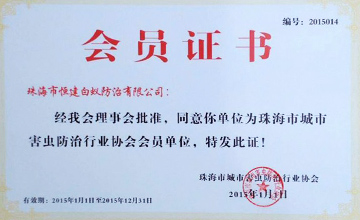 编号：2015014
会员证书
珠海市恒建白蚁防治有限公司：
经我会理事会批准，同意你单位为珠海市城市
害虫防治行业协会会员单位，特发此证！
珠海市城市害虫防治行业协会
2015年1月1日
有效期：2015年1月1日至2015年12月31日